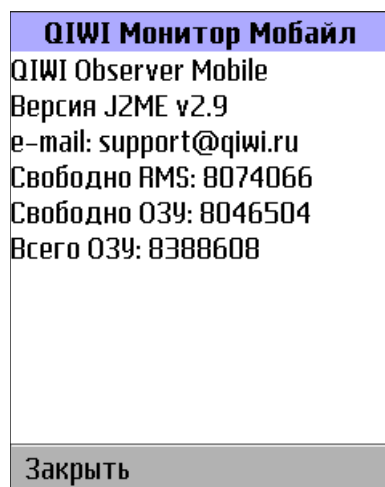 QIWI Монитор Мобайл
QIWI Observer Mobile
Версия J2ME v2.9
e-mail: support@qiwi.ru
Свободно RMS: 8074066
Свободно ОЗУ: 8046504
Всего ОЗУ: 8388608
Закрыть